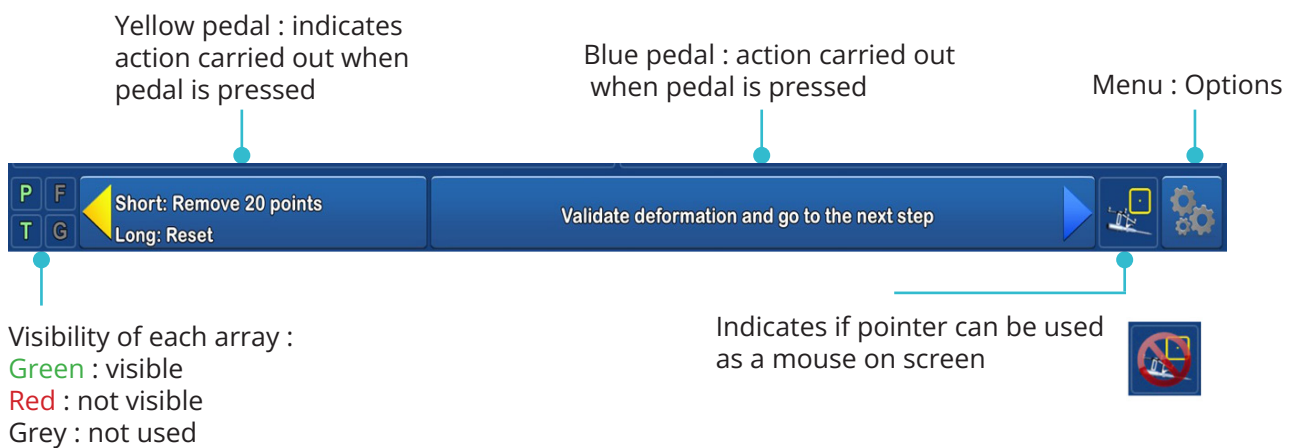 Yellow pedal : indicates
action carried out when
pedal is pressed
Blue pedal : action carried out
when pedal is pressed
Menu : Options
P F
T G
Short: Remove 20 points
Long: Reset
Validate deformation and go to the next step
Visibility of each array :
Green : visible
Red : not visible
Grey : not used
Indicates if pointer can be used
as a mouse on screen